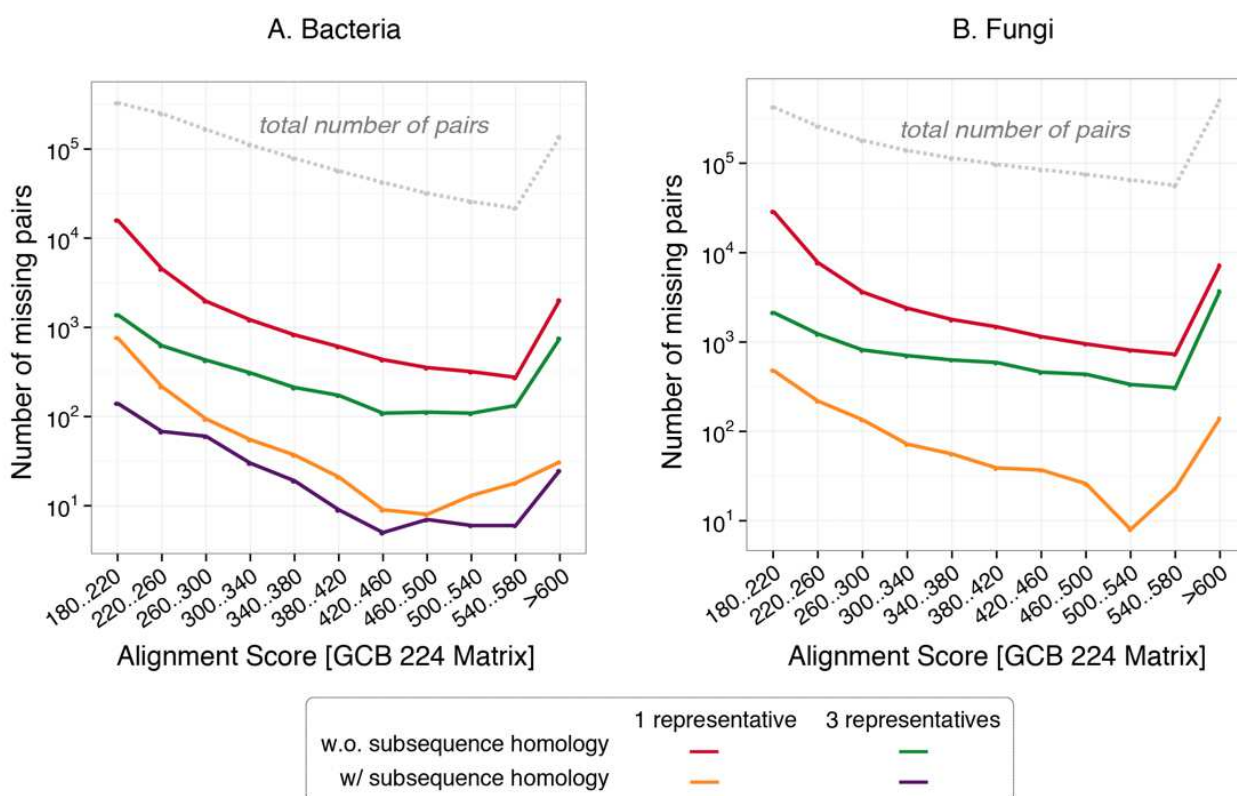 A. Bacteria
total number of pairs
10^5
10^4
10^3
10^2
10^1
Number of missing pairs
180..220
220..260
260..300
300..340
340..380
380..420
420..460
460..500
500..540
540..580
>600
Alignment Score [GCB 224 Matrix]
B. Fungi
total number of pairs
10^5
10^4
10^3
10^2
10^1
Number of missing pairs
180..220
220..260
260..300
300..340
340..380
380..420
420..460
460..500
500..540
540..580
>600
Alignment Score [GCB 224 Matrix]
1 representative 3 representatives
w.o. subsequence homology
w/ subsequence homology